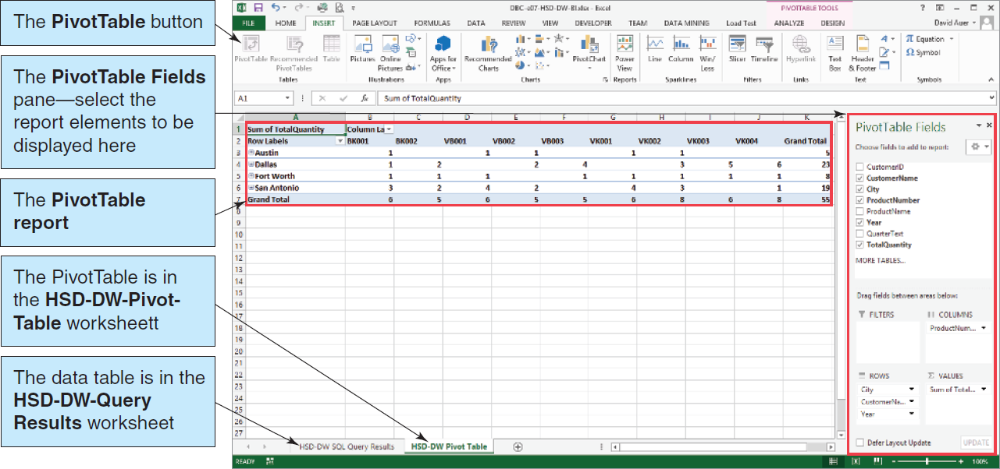 The PivotTable button
The PivotTable Fields
pane—select the
report elements to be
displayed here
The PivotTable
report
The PivotTable is in
the HSD-DW-Pivot-
Table worksheett
The data table is in the
HSD-DW-Query
Results worksheet
DBC-e07-HSD-DW-BI.xlsx - Excel
PIVOTTABLE TOOLS
FILE HOME INSERT PAGE LAYOUT FORMULAS DATA REVIEW VIEW DEVELOPER TEAM DATA MINING Load Test ANALYZE DESIGN David Auer
PivotTable Recommended Table Pictures Online Apps for Recommended PivotChart Power Line Column Win/ Slicer Timeline Hyperlink Text Header Equation
PivotTables Pictures Office Charts View Loss Box & Footer Symbol
Tables Illustrations Apps Charts Reports Sparklines Filters Links Text Symbols
A1 fx Sum of TotalQuantity
A B C D E F G H I J K
1 Sum of TotalQuantity Column La
2 Row Labels BK001 BK002 VB001 VB002 VB003 VK001 VK002 VK003 VK004 Grand Total
3 Austin 1 1 1 1 1 5
4 Dallas 1 2 2 4 3 5 6 23
5 Fort Worth 1 1 1 1 1 1 1 1 8
6 San Antonio 3 2 4 2 4 3 1 19
7 Grand Total 6 5 6 5 5 6 8 6 8 55
8
9
10
11
12
13
14
15
16
17
18
19
20
21
22
23
24
25
26
27
PivotTable Fields
Choose fields to add to report:
CustomerID
CustomerName
City
ProductNumber
ProductName
Year
QuarterText
TotalQuantity
MORE TABLES...
Drag fields between areas below:
FILTERS COLUMNS
ProductNum...
ROWS Σ VALUES
City Sum of Total...
CustomerNa...
Year
Defer Layout Update UPDATE
HSD-DW SQL Query Results HSD-DW Pivot Table
READY 100%